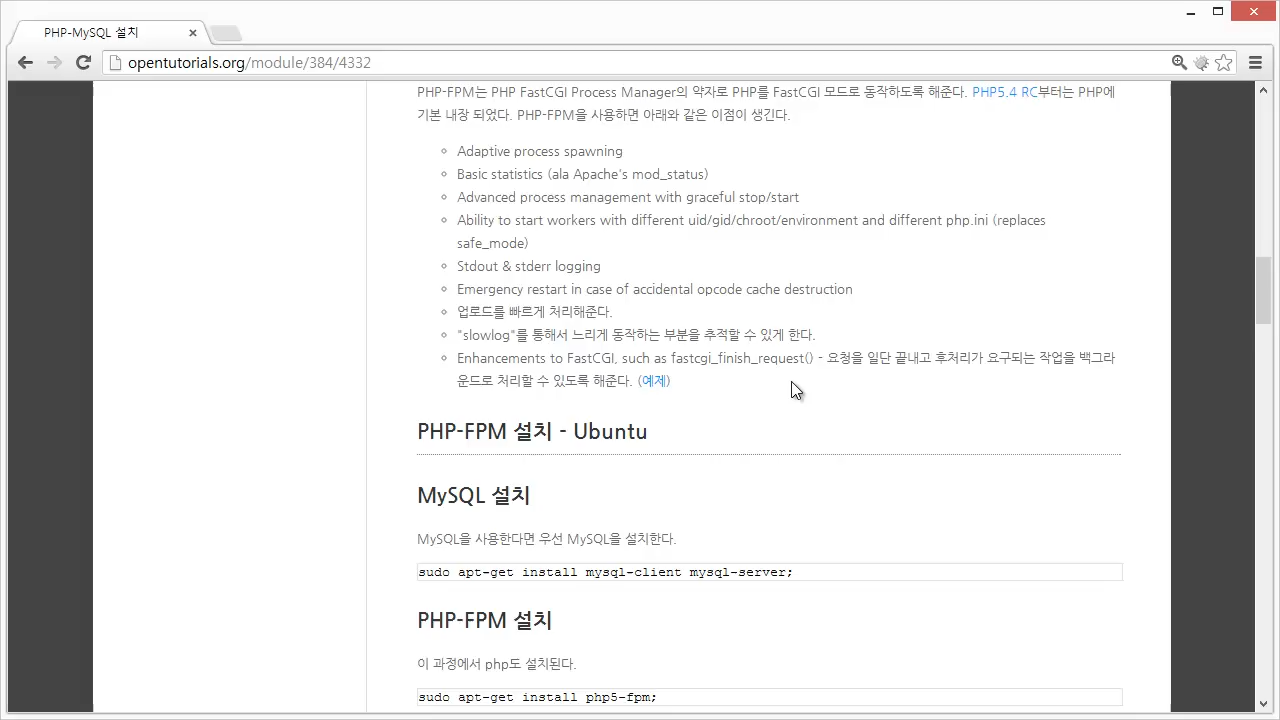 PHP-MySQL 설치
opentutorials.org/module/384/4332
PHP-FPM는 PHP FastCGI Process Manager의 약자로 PHP를 FastCGI 모드로 동작하도록 해준다. PHP5.4 RC부터는 PHP에
기본 내장 되었다. PHP-FPM을 사용하면 아래와 같은 이점이 생긴다.
Adaptive process spawning
Basic statistics (ala Apache's mod_status)
Advanced process management with graceful stop/start
Ability to start workers with different uid/gid/chroot/environment and different php.ini (replaces
safe_mode)
Stdout & stderr logging
Emergency restart in case of accidental opcode cache destruction
업로드를 빠르게 처리해준다.
"slowlog"를 통해서 느리게 동작하는 부분을 추적할 수 있게 한다.
Enhancements to FastCGI, such as fastcgi_finish_request() - 요청을 일단 끝내고 후처리가 요구되는 작업을 백그라
운드로 처리할 수 있도록 해준다. (예제)
PHP-FPM 설치 - Ubuntu
MySQL 설치
MySQL을 사용한다면 우선 MySQL을 설치한다.
sudo apt-get install mysql-client mysql-server;
PHP-FPM 설치
이 과정에서 php도 설치된다.
sudo apt-get install php5-fpm;